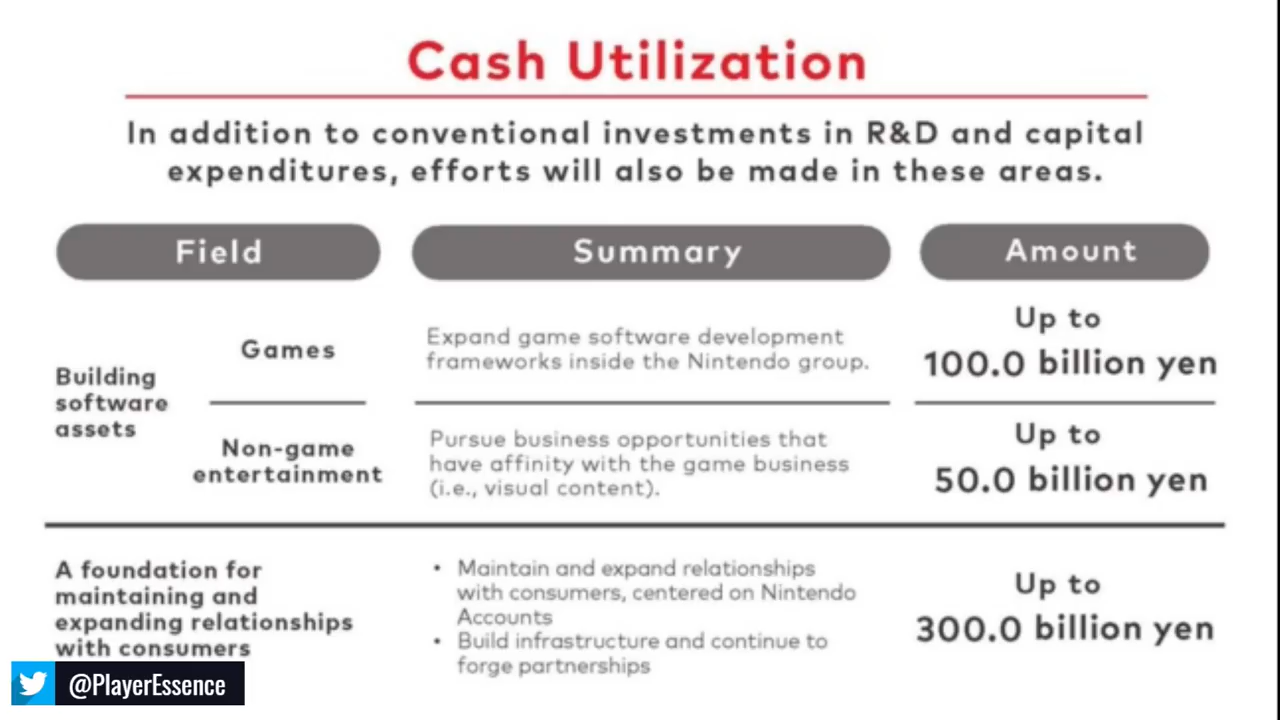 Cash Utilization
In addition to conventional investments in R&D and capital
expenditures, efforts will also be made in these areas.
Field
Summary
Amount
Building
software
assets
Games
Expand game software development
frameworks inside the Nintendo group.
Up to
100.0 billion yen
Non-game
entertainment
Pursue business opportunities that
have affinity with the game business
(i.e., visual content).
Up to
50.0 billion yen
A foundation for
maintaining and
expanding relationships
with consumers
• Maintain and expand relationships
with consumers, centered on Nintendo
Accounts
• Build infrastructure and continue to
forge partnerships
Up to
300.0 billion yen
@PlayerEssence